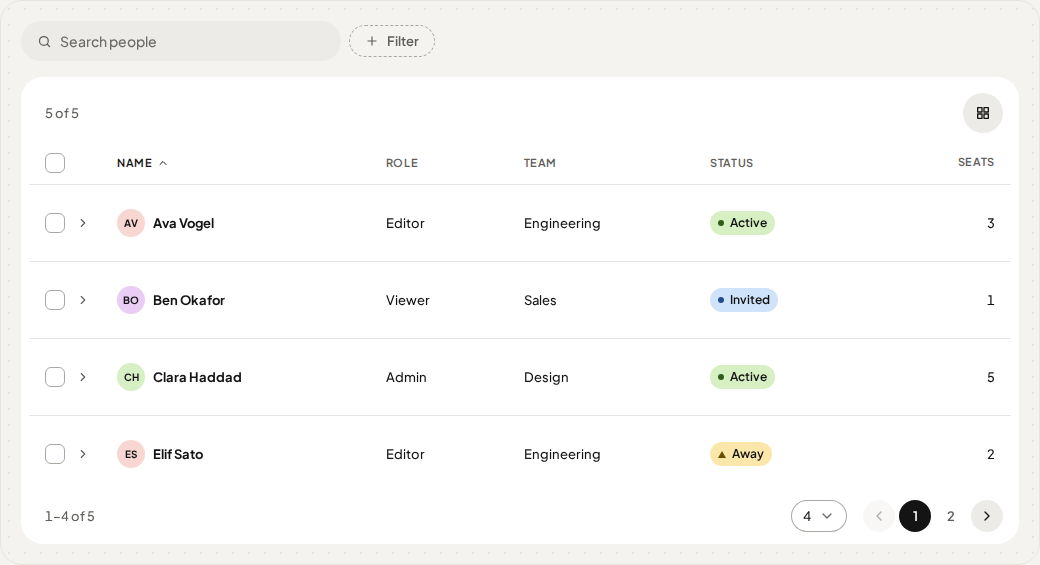 Search people
Filter
5 of 5
NAME ROLE TEAM STATUS SEATS
AV Ava Vogel Editor Engineering Active 3
BO Ben Okafor Viewer Sales Invited 1
CH Clara Haddad Admin Design Active 5
ES Elif Sato Editor Engineering Away 2
1–4 of 5 4 1 2